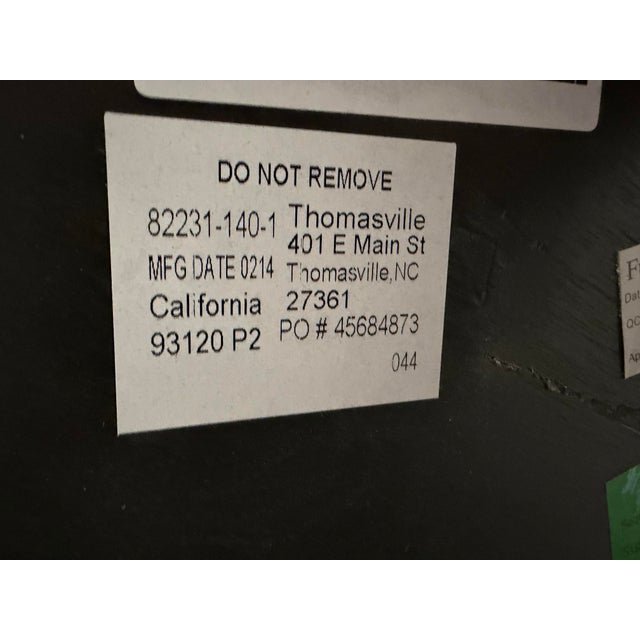 DO NOT REMOVE
82231-140-1 Thomasville
401 E Main St
MFG DATE 0214 Thomasville, NC
California 27361
93120 P2 PO # 45684873
044